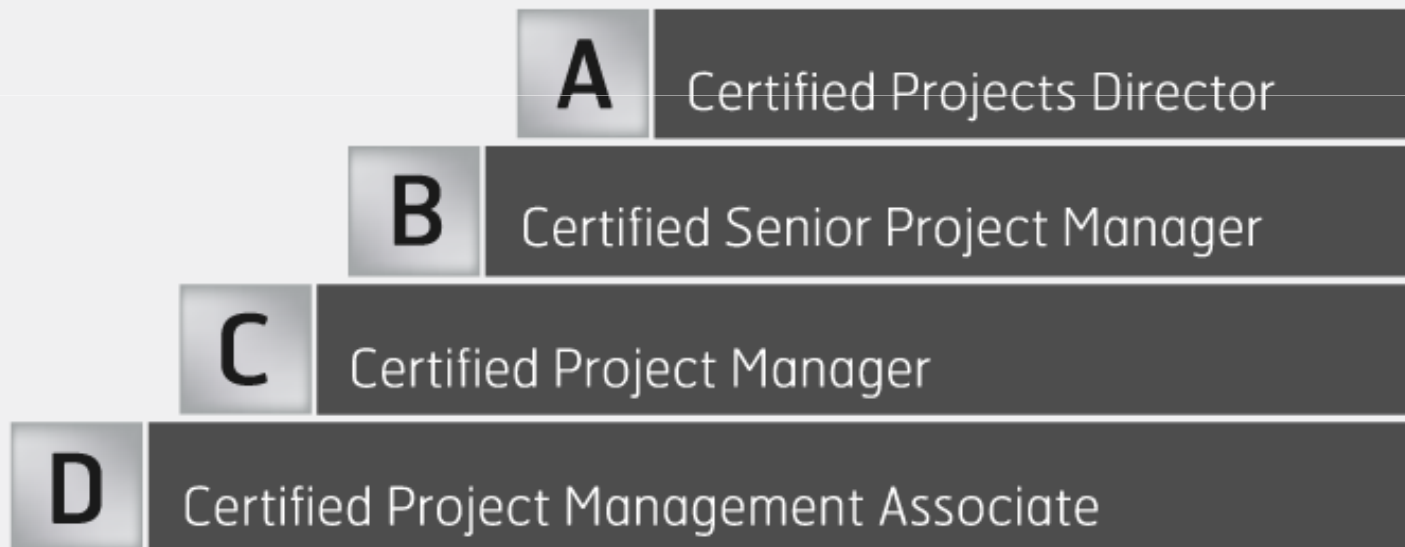 A Certified Projects Director
B Certified Senior Project Manager
C Certified Project Manager
D Certified Project Management Associate